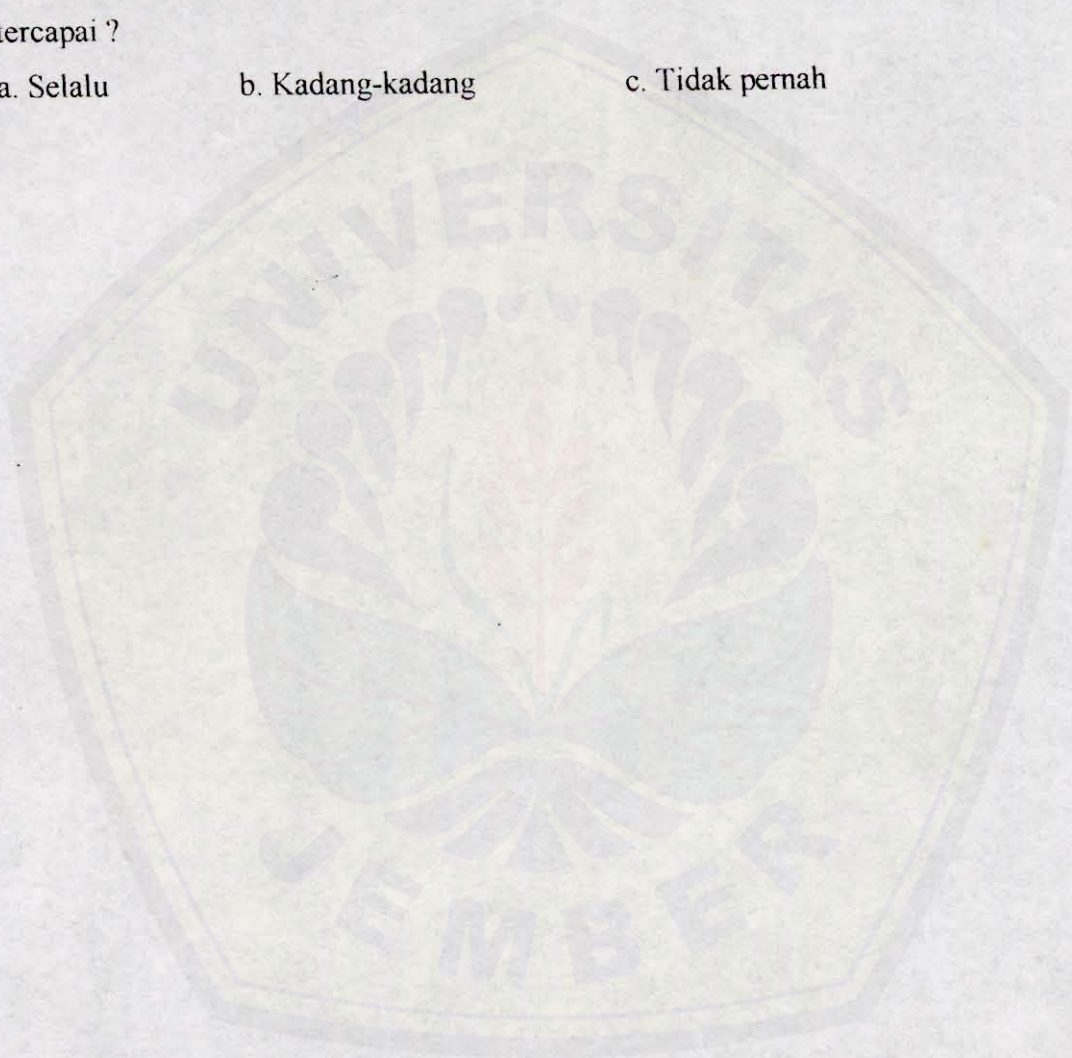 tercapai ?
a. Selalu b. Kadang-kadang c. Tidak pernah
UNIVERSITAS
JEMBER